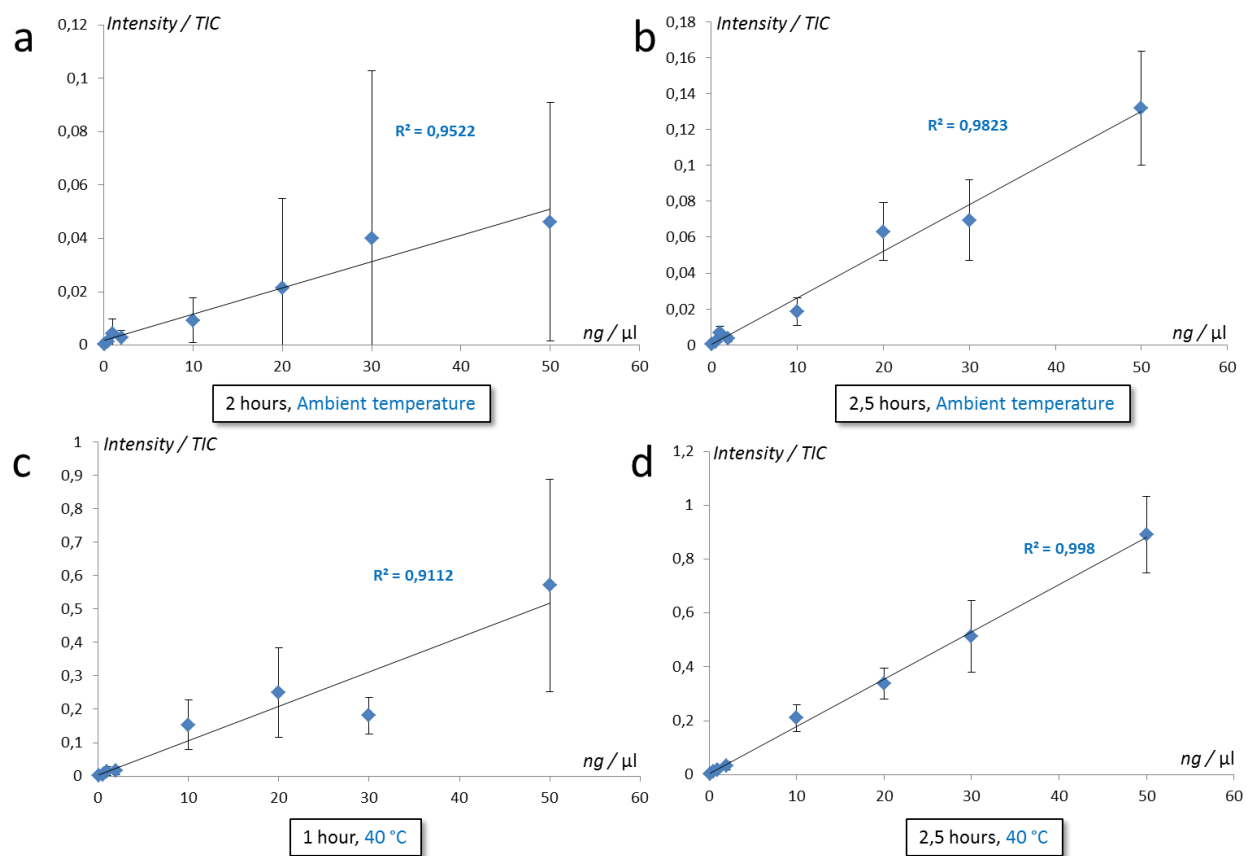 a
Intensity / TIC
0,12
0,1
0,08
0,06
0,04
0,02
0
R² = 0,9522
ng / µl
0 10 20 30 40 50 60
2 hours, Ambient temperature
b
Intensity / TIC
0,18
0,16
0,14
0,12
0,1
0,08
0,06
0,04
0,02
0
R² = 0,9823
ng / µl
0 10 20 30 40 50 60
2,5 hours, Ambient temperature
c
Intensity / TIC
1
0,9
0,8
0,7
0,6
0,5
0,4
0,3
0,2
0,1
0
R² = 0,9112
ng / µl
0 10 20 30 40 50 60
1 hour, 40 °C
d
Intensity / TIC
1,2
1
0,8
0,6
0,4
0,2
0
R² = 0,998
ng / µl
0 10 20 30 40 50 60
2,5 hours, 40 °C